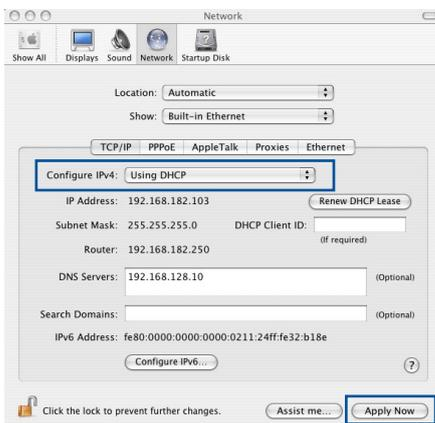 Network
Show All Displays Sound Network Startup Disk
Location: Automatic
Show: Built-in Ethernet
TCP/IP PPPoE AppleTalk Proxies Ethernet
Configure IPv4: Using DHCP
IP Address: 192.168.182.103 Renew DHCP Lease
Subnet Mask: 255.255.255.0 DHCP Client ID:
(If required)
Router: 192.168.182.250
DNS Servers: 192.168.128.10 (Optional)
Search Domains: (Optional)
IPv6 Address: fe80:0000:0000:0000:0211:24ff:fe32:b18e
Configure IPv6... ?
Click the lock to prevent further changes. Assist me... Apply Now